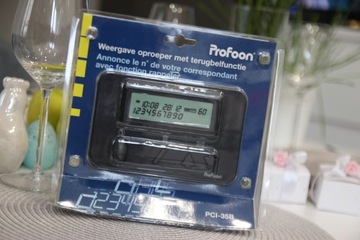 Profoon
Weergave oproeper met terugbelfunctie
Annonce le n° de votre correspondant
avec fonction rappeler
10:08 28/12 60
1234567890
Profoon
PCI-35B